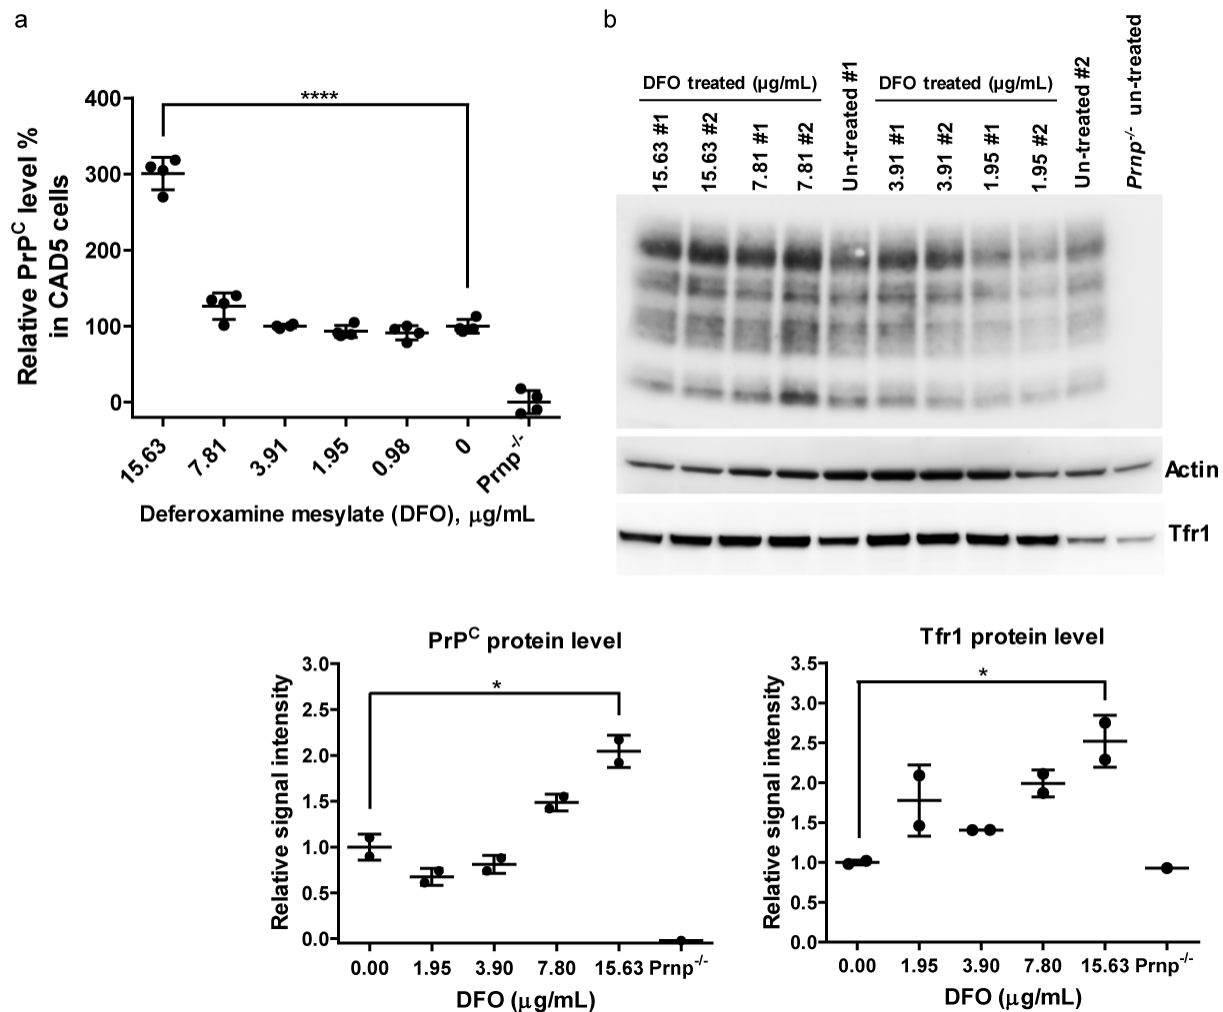 a
Relative PrP^C level %
in CAD5 cells
400
300
200
100
0
****
15.63
7.81
3.91
1.95
0.98
0
Prnp^-/-
Deferoxamine mesylate (DFO), µg/mL
b
DFO treated (µg/mL)
15.63 #1
15.63 #2
7.81 #1
7.81 #2
Un-treated #1
DFO treated (µg/mL)
3.91 #1
3.91 #2
1.95 #1
1.95 #2
Un-treated #2
Prnp^-/- un-treated
Actin
Tfr1
PrP^C protein level
Relative signal intensity
3.0
2.5
2.0
1.5
1.0
0.5
0.0
*
0.00 1.95 3.90 7.80 15.63 Prnp^-/-
DFO (µg/mL)
Tfr1 protein level
Relative signal intensity
3.5
3.0
2.5
2.0
1.5
1.0
0.5
0.0
*
0.00 1.95 3.90 7.80 15.63 Prnp^-/-
DFO (µg/mL)